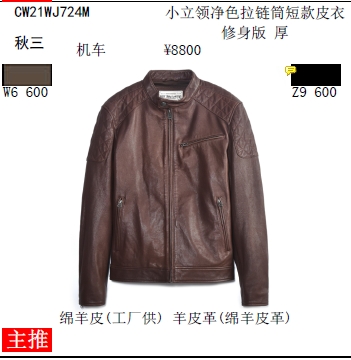 CW21WJ724M 小立领净色拉链筒短款皮衣
秋三 修身版 厚
机车 ¥8800
W6 600 Z9 600
绵羊皮(工厂供) 羊皮革(绵羊皮革)
主推